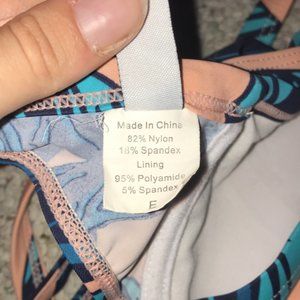 Made In China
82% Nylon
18% Spandex
Lining
95% Polyamide
5% Spandex
E